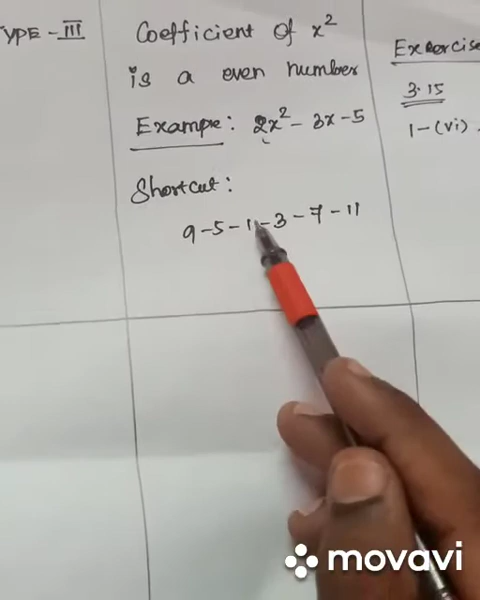 TYPE - III
Coefficient of x²
is a even number
Exampre : 2x² - 3x - 5
Shortcut :
9 - 5 - 1 - 3 - 7 - 11
Exercise
3.15
1 - (vi)
movavi